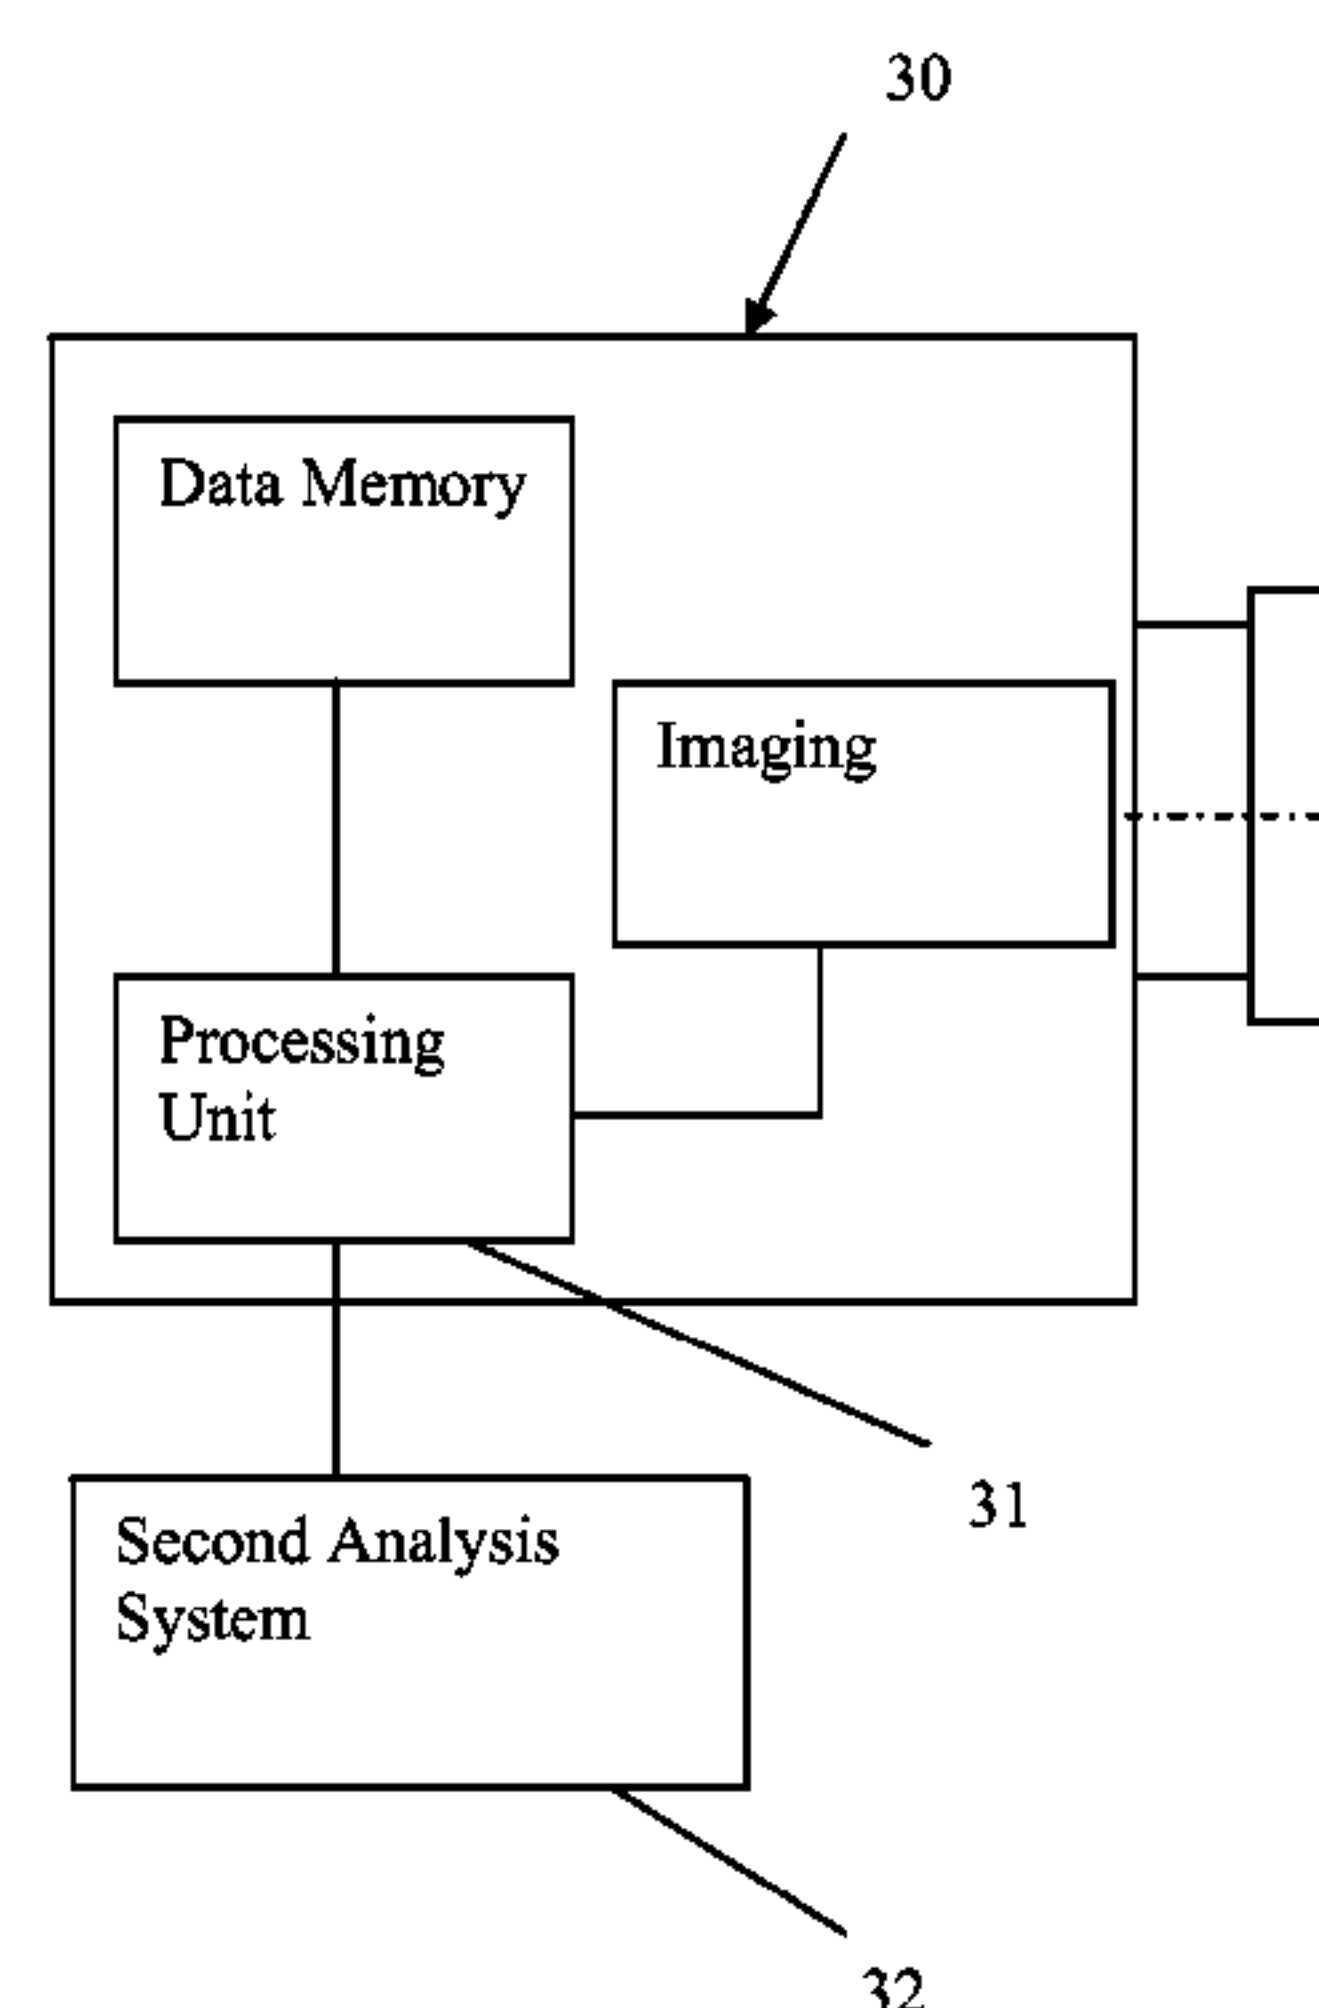 30
Data Memory
Imaging
Processing
Unit
31
Second Analysis
System
32